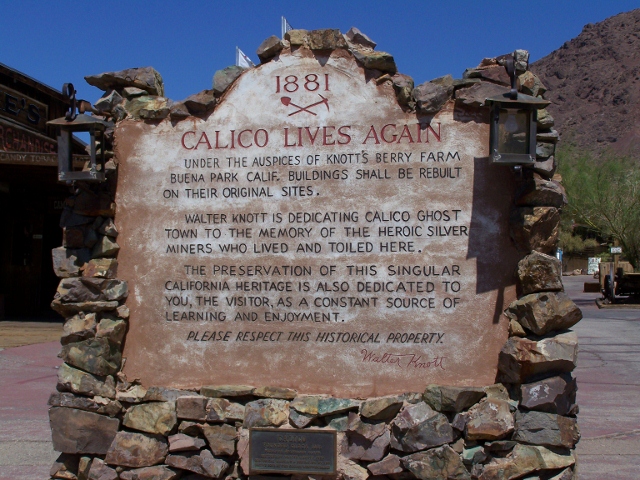 1881
CALICO LIVES AGAIN
UNDER THE AUSPICES OF KNOTT'S BERRY FARM
BUENA PARK CALIF. BUILDINGS SHALL BE REBUILT
ON THEIR ORIGINAL SITES.
WALTER KNOTT IS DEDICATING CALICO GHOST
TOWN TO THE MEMORY OF THE HEROIC SILVER
MINERS WHO LIVED AND TOILED HERE.
THE PRESERVATION OF THIS SINGULAR
CALIFORNIA HERITAGE IS ALSO DEDICATED TO
YOU, THE VISITOR, AS A CONSTANT SOURCE OF
LEARNING AND ENJOYMENT.
PLEASE RESPECT THIS HISTORICAL PROPERTY.
Walter Knott